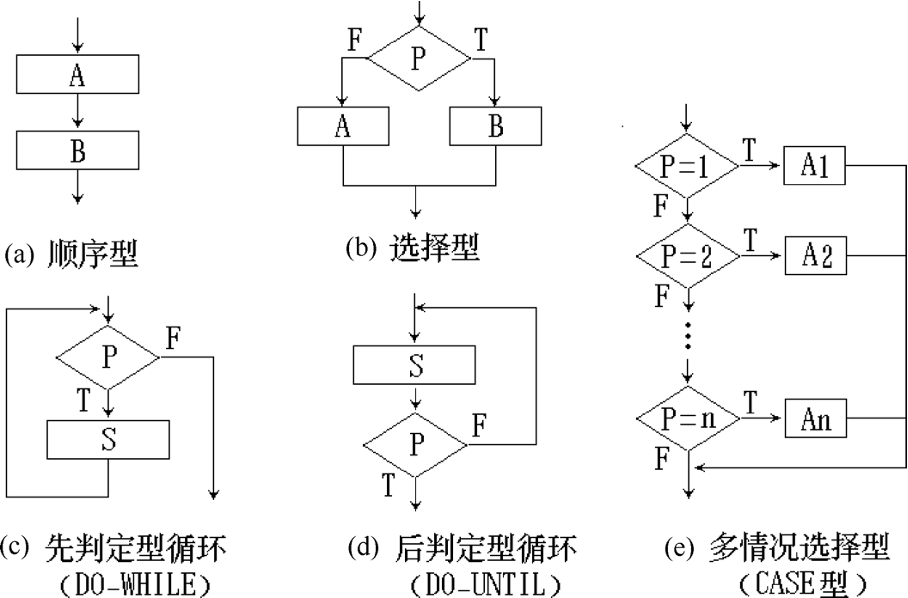 A
B
(a) 顺序型
P
F
T
A
B
(b) 选择型
P
F
T
S
(c) 先判定型循环
（DO-WHILE）
S
P
F
T
(d) 后判定型循环
（DO-UNTIL）
P=1
T
A1
F
P=2
T
A2
F
⋮
P=n
T
An
F
(e) 多情况选择型
（CASE型）